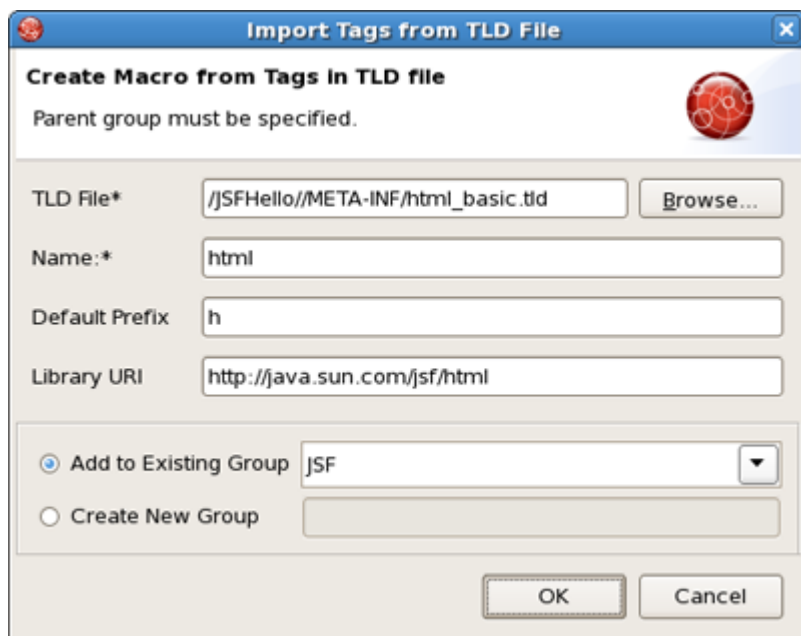 Import Tags from TLD File
Create Macro from Tags in TLD file
Parent group must be specified.
TLD File* /JSFHello//META-INF/html_basic.tld Browse...
Name:* html
Default Prefix h
Library URI http://java.sun.com/jsf/html
Add to Existing Group JSF
Create New Group
OK Cancel